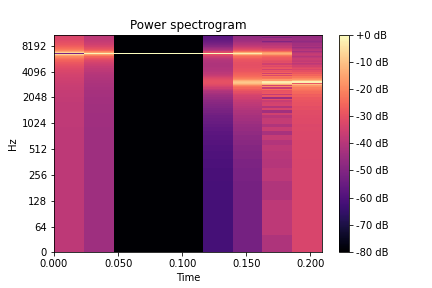 Power spectrogram
8192
4096
2048
1024
512
256
128
64
0
Hz
0.000 0.050 0.100 0.150 0.200
Time
+0 dB
-10 dB
-20 dB
-30 dB
-40 dB
-50 dB
-60 dB
-70 dB
-80 dB